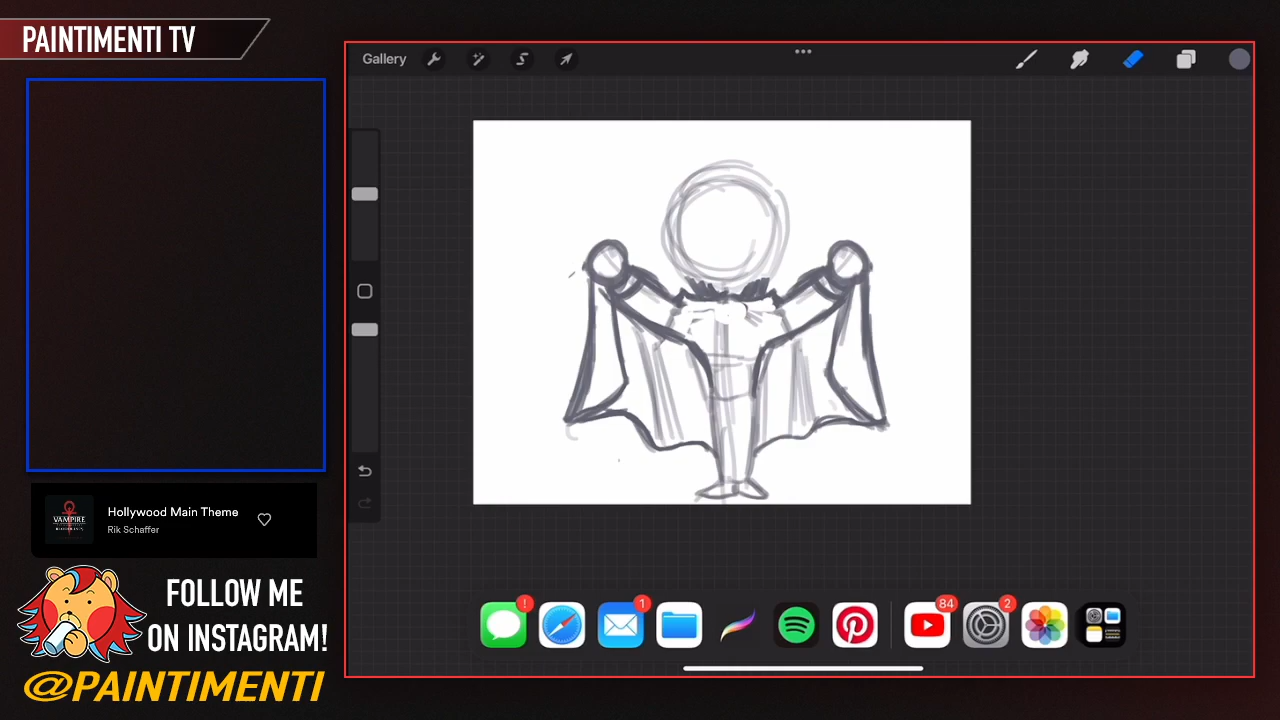 PAINTIMENTI TV
Gallery
Hollywood Main Theme
Rik Schaffer
VAMPIRE
FOLLOW ME
ON INSTAGRAM!
@PAINTIMENTI
!
1
84
2